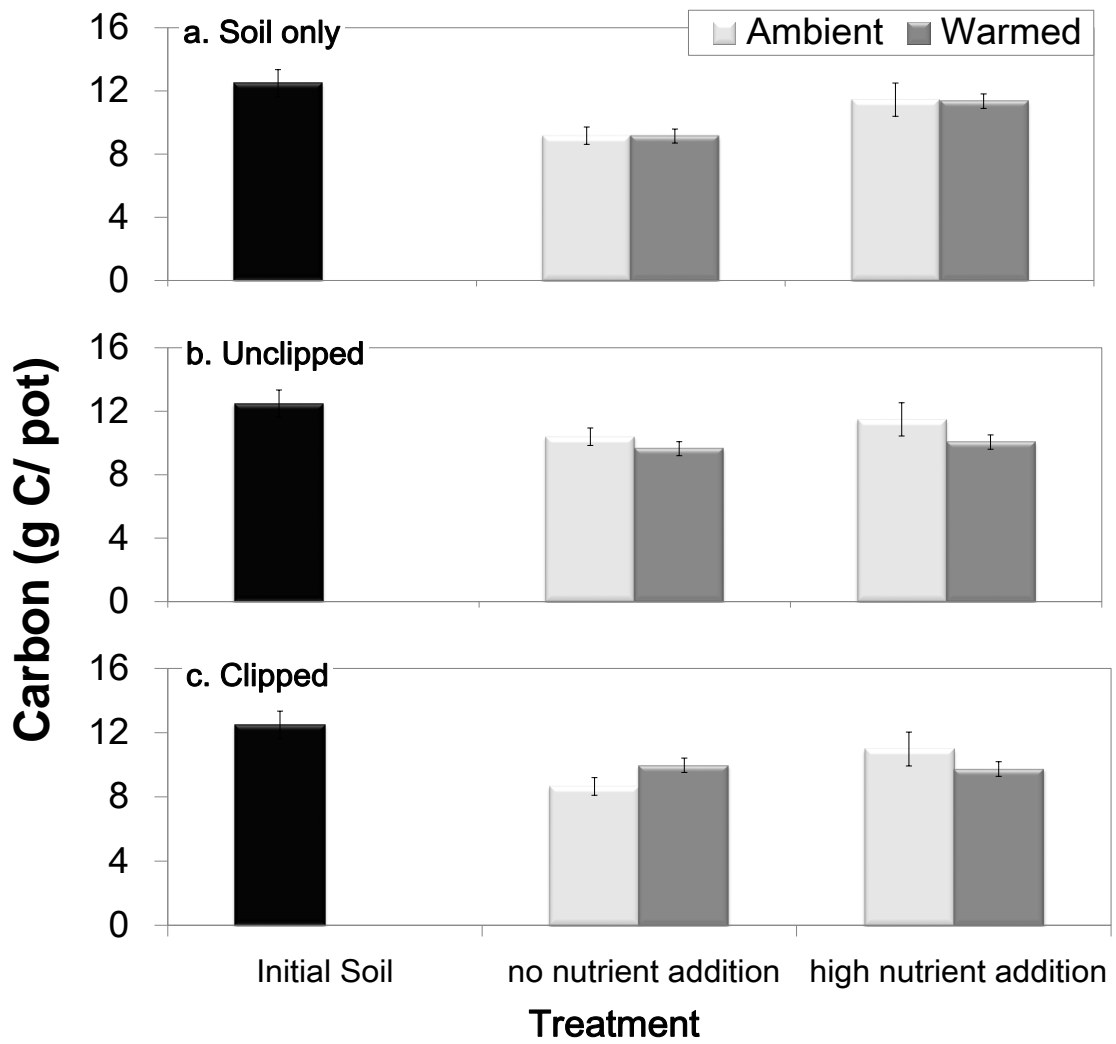 16
a. Soil only
Ambient
Warmed
12
8
4
0
16
b. Unclipped
12
8
4
0
16
c. Clipped
12
8
4
0
Carbon (g C/ pot)
Initial Soil
no nutrient addition
high nutrient addition
Treatment